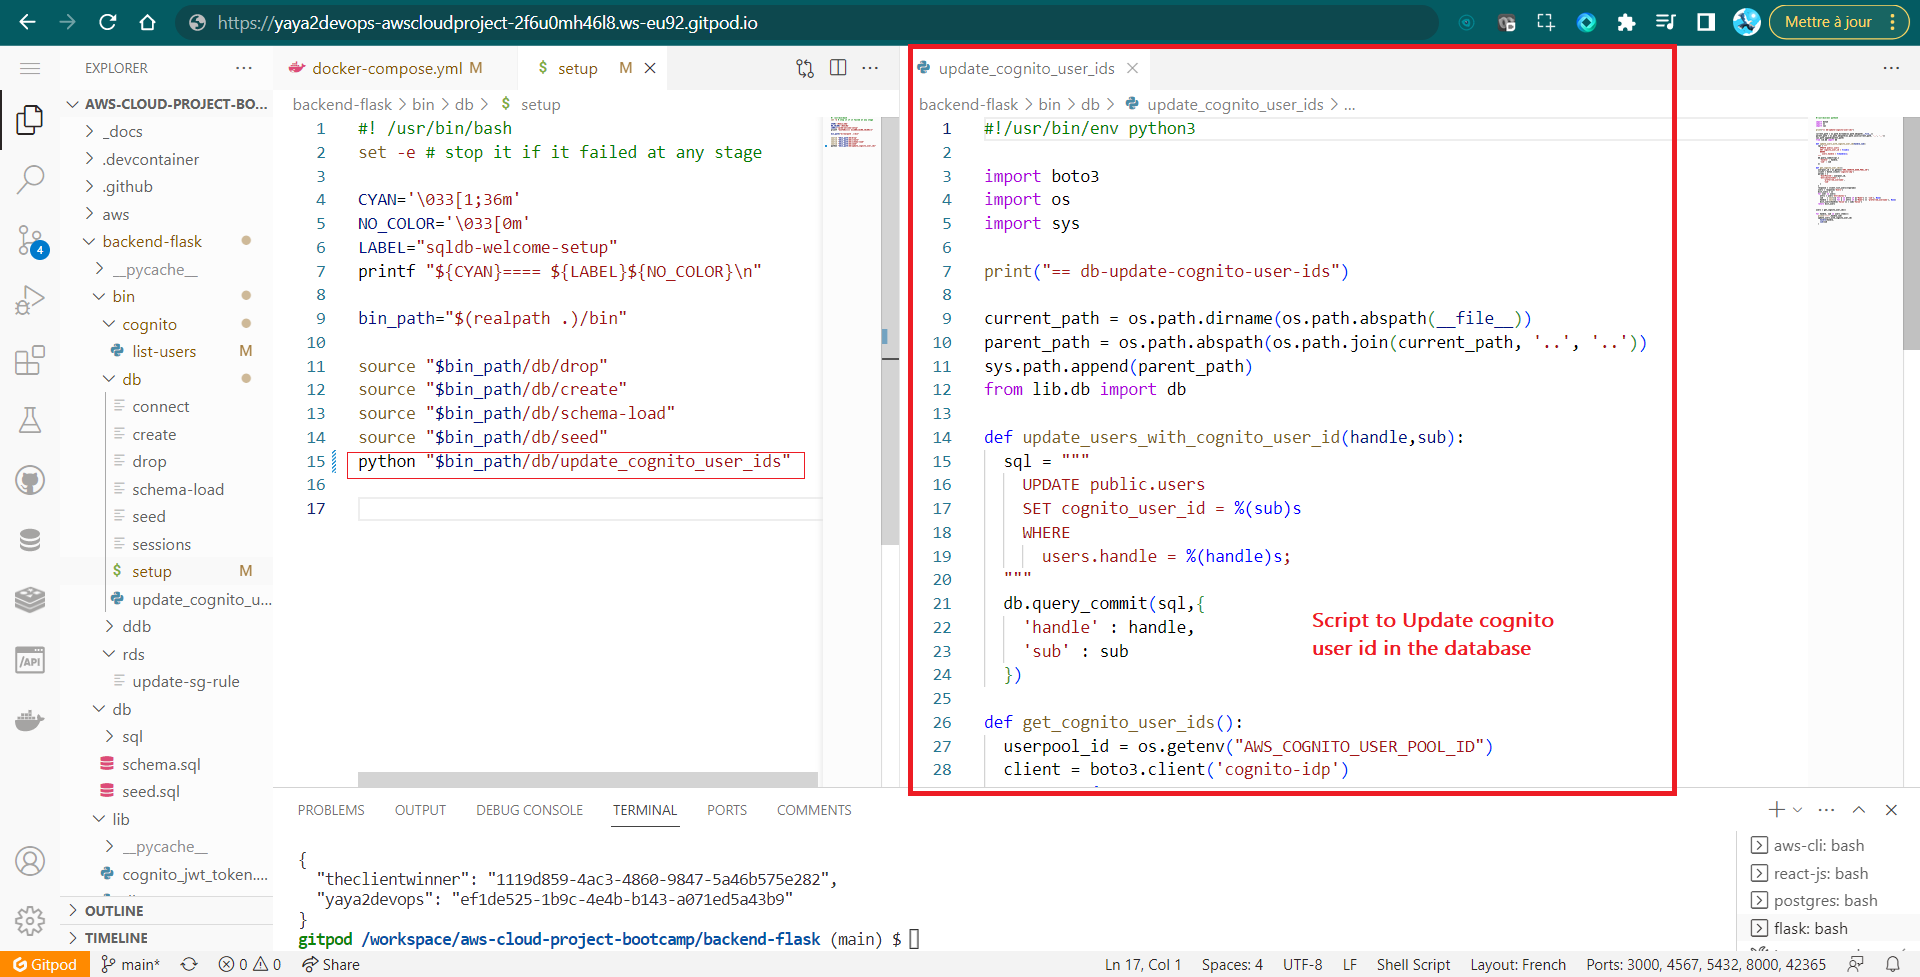 https://yaya2devops-awscloudproject-2f6u0mh46l8.ws-eu92.gitpod.io
Mettre à jour
EXPLORER
AWS-CLOUD-PROJECT-BO...
_docs
.devcontainer
.github
aws
backend-flask
__pycache__
bin
cognito
list-users M
db
connect
create
drop
schema-load
seed
sessions
setup M
update_cognito_u...
ddb
rds
update-sg-rule
db
sql
schema.sql
seed.sql
lib
__pycache__
cognito_jwt_token....
OUTLINE
TIMELINE
4
docker-compose.yml M
$ setup M
backend-flask > bin > db > $ setup
1 #! /usr/bin/bash
2 set -e # stop it if it failed at any stage
3
4 CYAN='\033[1;36m'
5 NO_COLOR='\033[0m'
6 LABEL="sqldb-welcome-setup"
7 printf "${CYAN}==== ${LABEL}${NO_COLOR}\n"
8
9 bin_path="$(realpath .)/bin"
10
11 source "$bin_path/db/drop"
12 source "$bin_path/db/create"
13 source "$bin_path/db/schema-load"
14 source "$bin_path/db/seed"
15 python "$bin_path/db/update_cognito_user_ids"
16
17
update_cognito_user_ids
backend-flask > bin > db > update_cognito_user_ids > ...
1 #!/usr/bin/env python3
2
3 import boto3
4 import os
5 import sys
6
7 print("== db-update-cognito-user-ids")
8
9 current_path = os.path.dirname(os.path.abspath(__file__))
10 parent_path = os.path.abspath(os.path.join(current_path, '..', '..'))
11 sys.path.append(parent_path)
12 from lib.db import db
13
14 def update_users_with_cognito_user_id(handle,sub):
15 sql = """
16 UPDATE public.users
17 SET cognito_user_id = %(sub)s
18 WHERE
19 users.handle = %(handle)s;
20 """
21 db.query_commit(sql,{
22 'handle' : handle,
23 'sub' : sub
24 })
25
26 def get_cognito_user_ids():
27 userpool_id = os.getenv("AWS_COGNITO_USER_POOL_ID")
28 client = boto3.client('cognito-idp')
Script to Update cognito
user id in the database
PROBLEMS OUTPUT DEBUG CONSOLE TERMINAL PORTS COMMENTS
{
"theclientwinner": "1119d859-4ac3-4860-9847-5a46b575e282",
"yaya2devops": "ef1de525-1b9c-4e4b-b143-a071ed5a43b9"
}
gitpod /workspace/aws-cloud-project-bootcamp/backend-flask (main) $
aws-cli: bash
react-js: bash
postgres: bash
flask: bash
Gitpod main* 0 0 Share Ln 17, Col 1 Spaces: 4 UTF-8 LF Shell Script Layout: French Ports: 3000, 4567, 5432, 8000, 42365